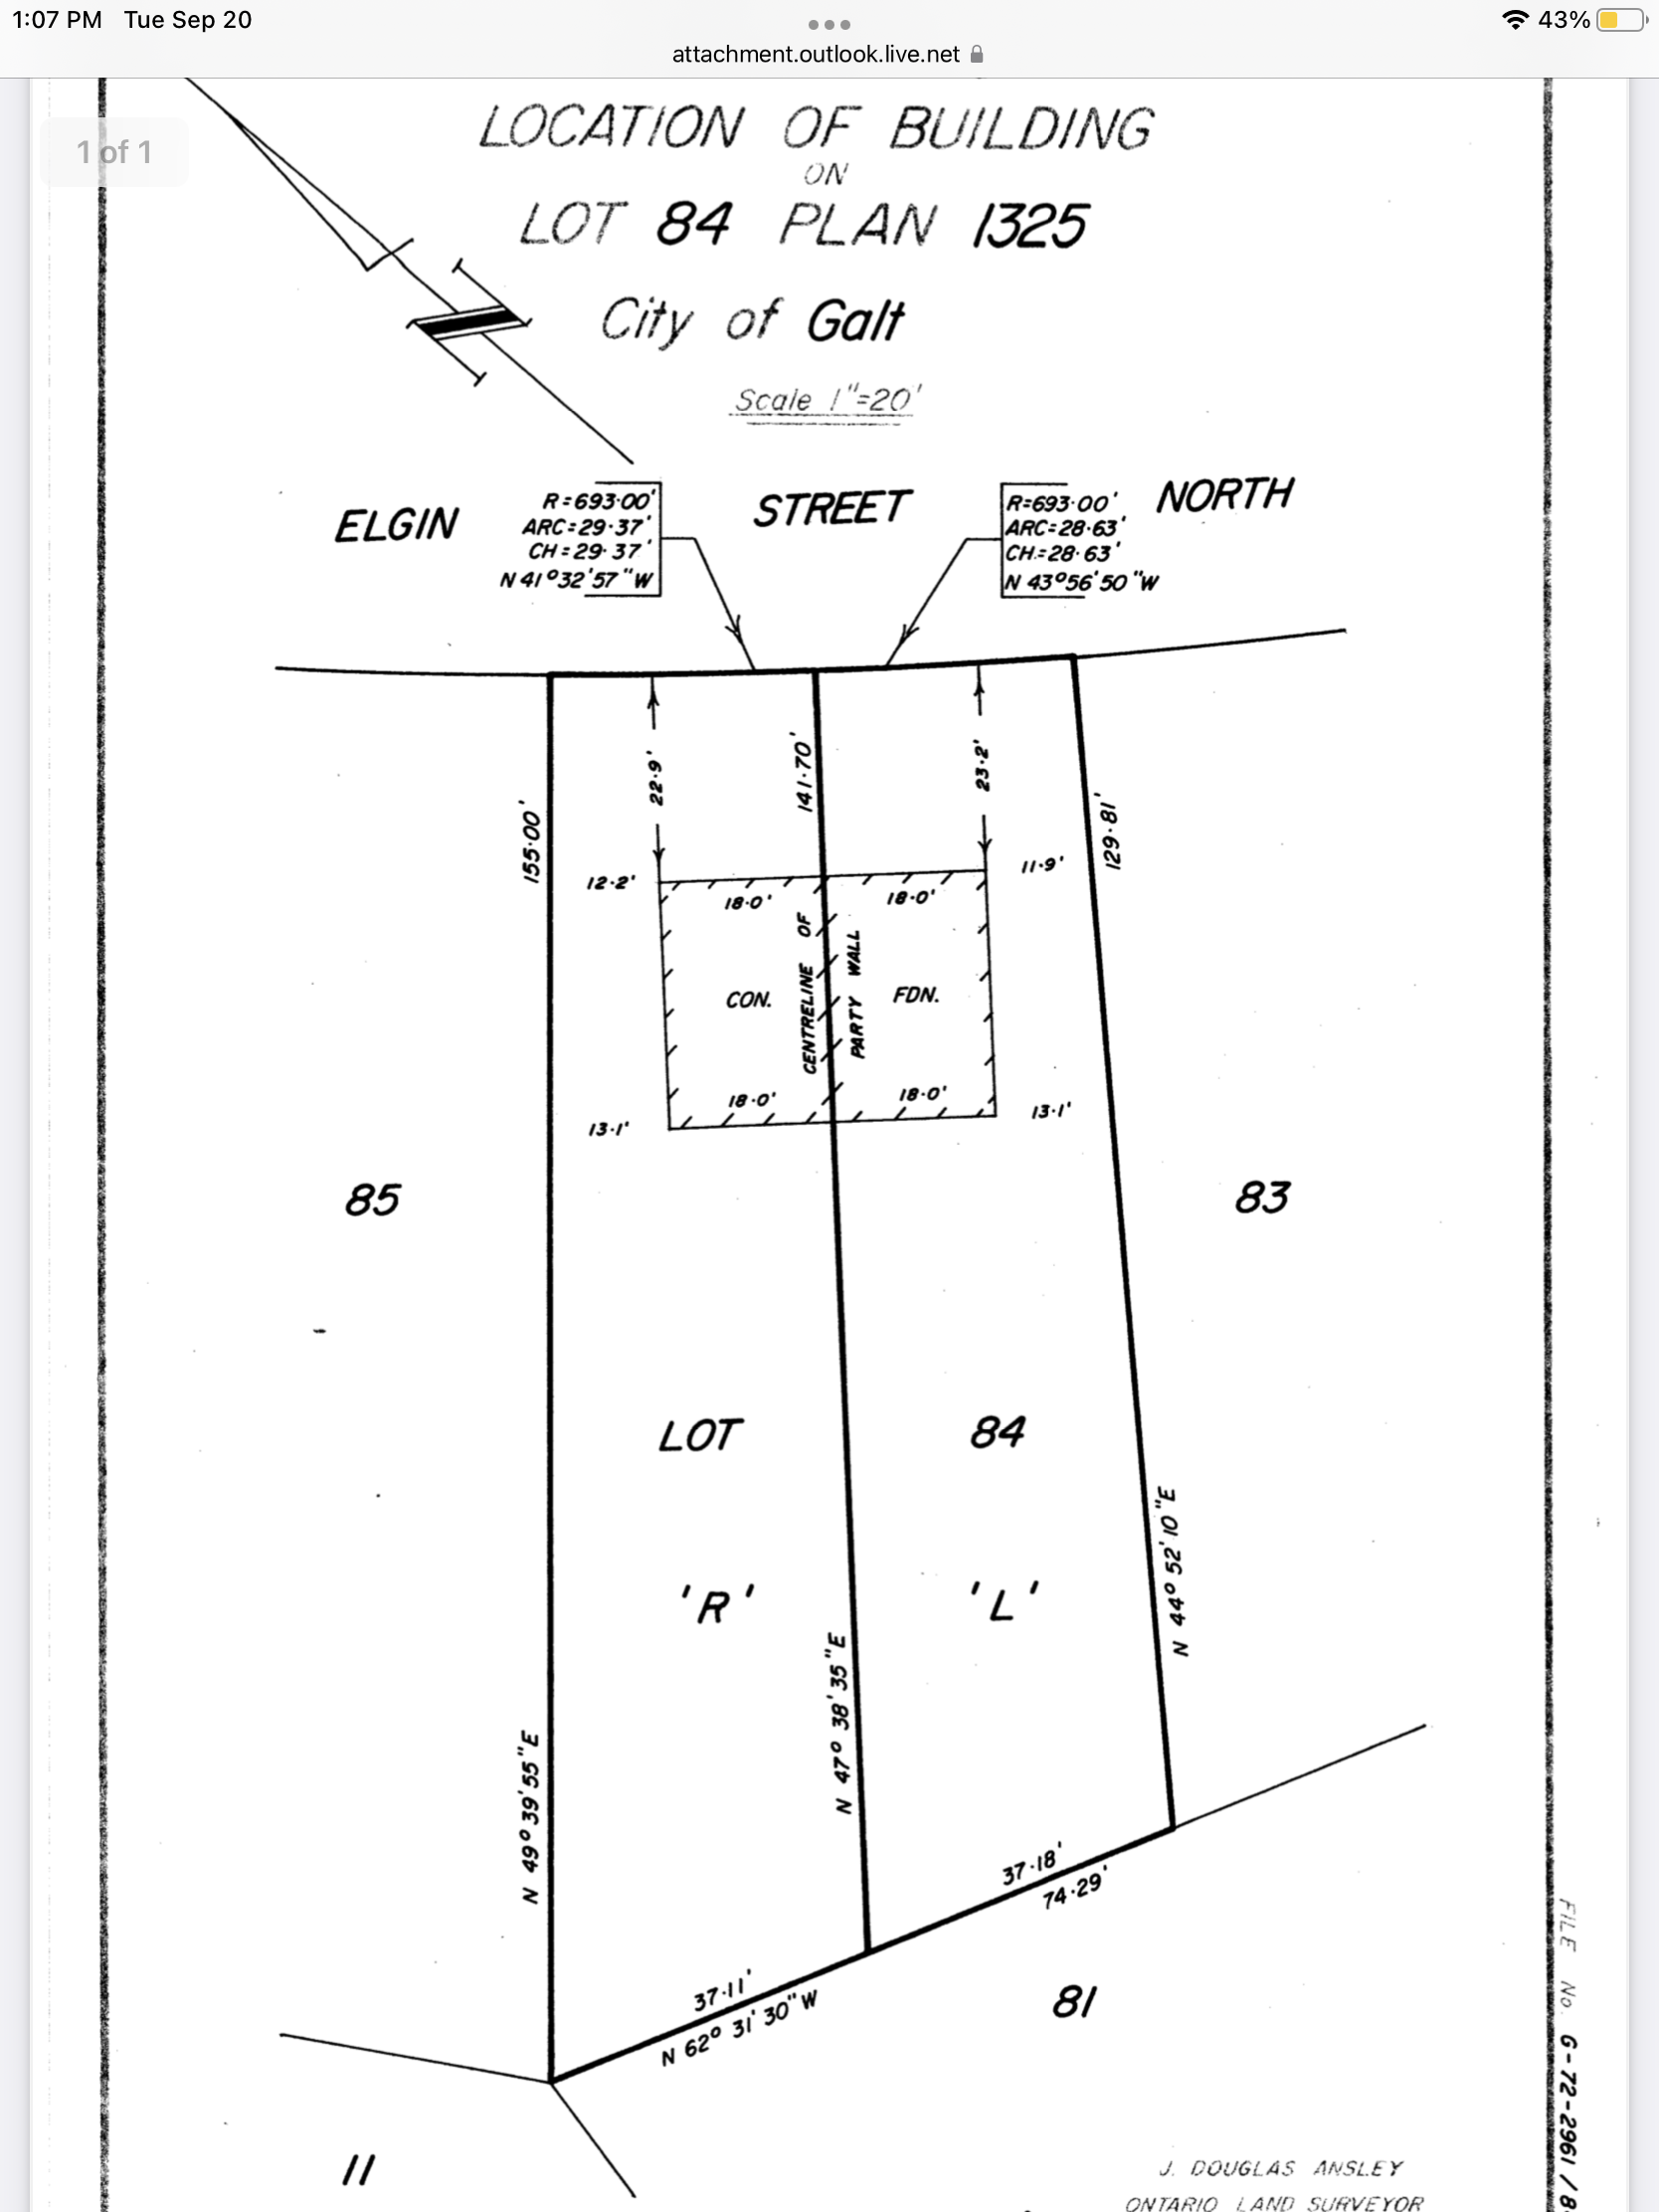 1:07 PM Tue Sep 20
43%
attachment.outlook.live.net
1 of 1
LOCATION OF BUILDING
ON
LOT 84 PLAN 1325
City of Galt
Scale 1"=20'
ELGIN STREET NORTH
R=693·00'
ARC=29·37'
CH=29·37'
N 41°32'57"W
R=693·00'
ARC=28·63'
CH.=28·63'
N 43°56'50"W
155·00'
22·9'
141·70'
23·2'
129·81'
12·2'
11·9'
18·0'
18·0'
CENTRELINE OF
PARTY WALL
CON.
FDN.
18·0'
18·0'
13·1'
13·1'
85
83
LOT 84
'R' 'L'
N 49° 39' 55"E
N 47° 38' 35"E
N 44° 52' 10"E
37·18'
74·29'
37·11'
N 62° 31' 30"W
81
11
J. DOUGLAS ANSLEY
ONTARIO LAND SURVEYOR
FILE No. G-72-2961 /